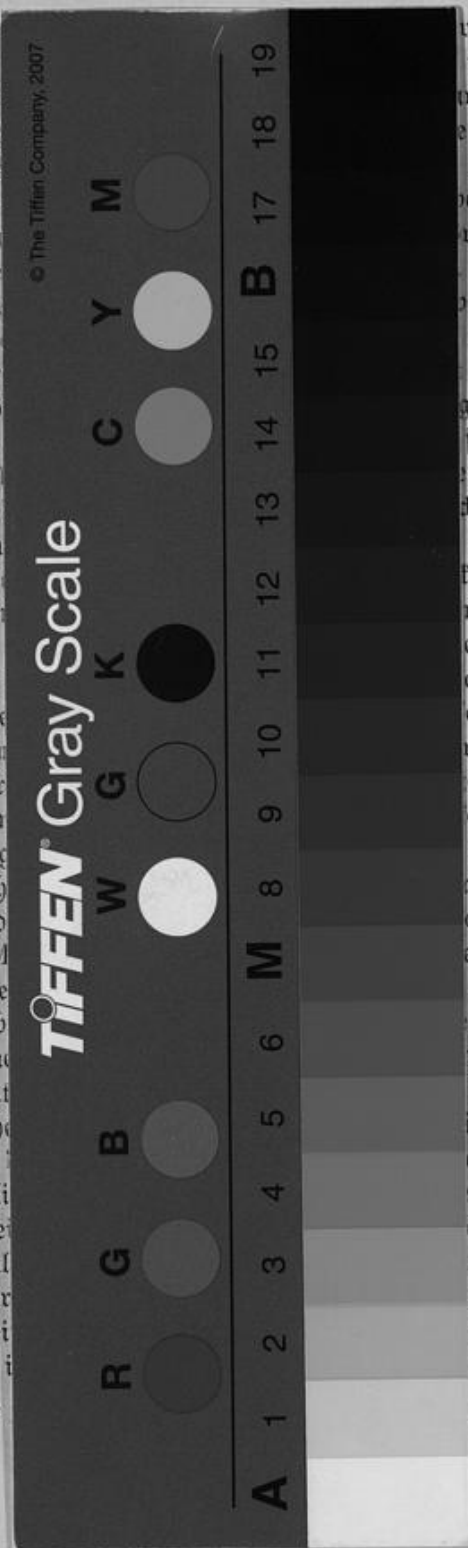 © The Tiffen Company, 2007
TIFFEN® Gray Scale
R G B W G K C Y M
A 1 2 3 4 5 6 M 8 9 10 11 12 13 14 15 B 17 18 19